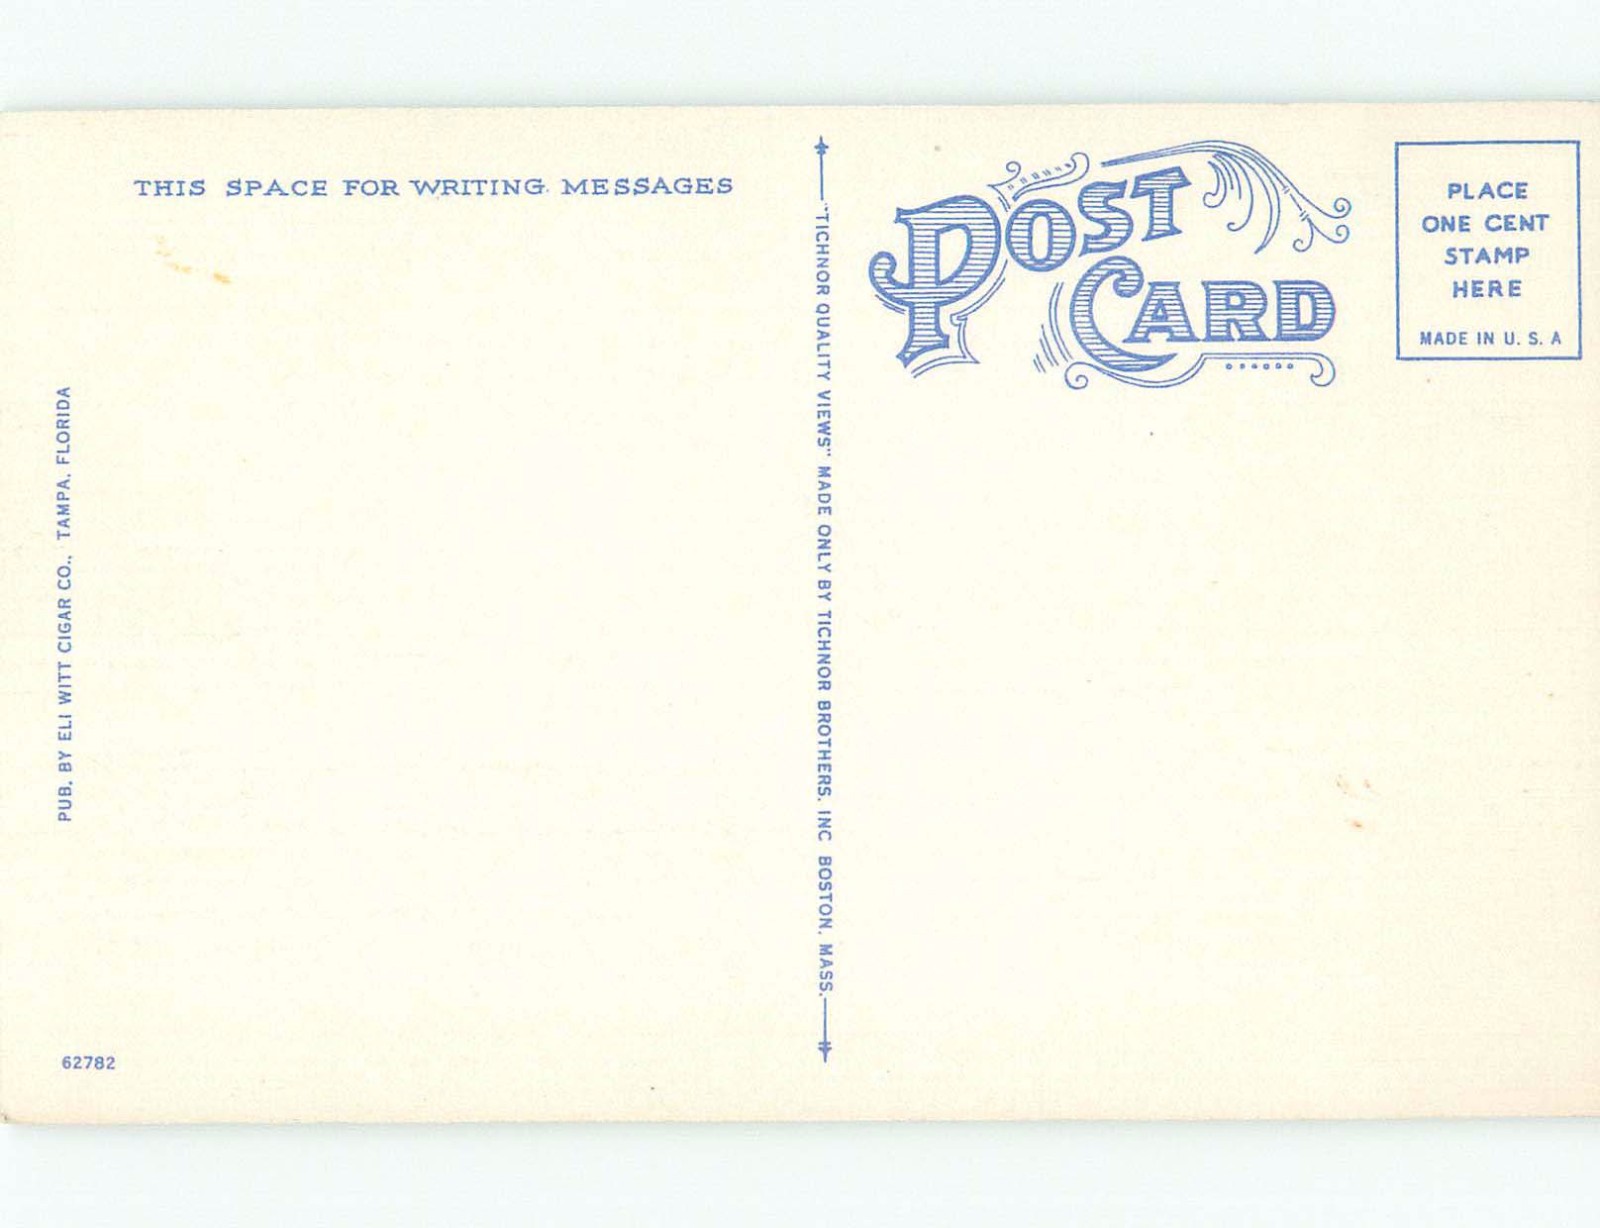 THIS SPACE FOR WRITING MESSAGES
PUB. BY ELI WITT CIGAR CO., TAMPA, FLORIDA
62782
"TICHNOR QUALITY VIEWS" MADE ONLY BY TICHNOR BROTHERS. INC BOSTON. MASS.
POST
CARD
PLACE
ONE CENT
STAMP
HERE
MADE IN U. S. A